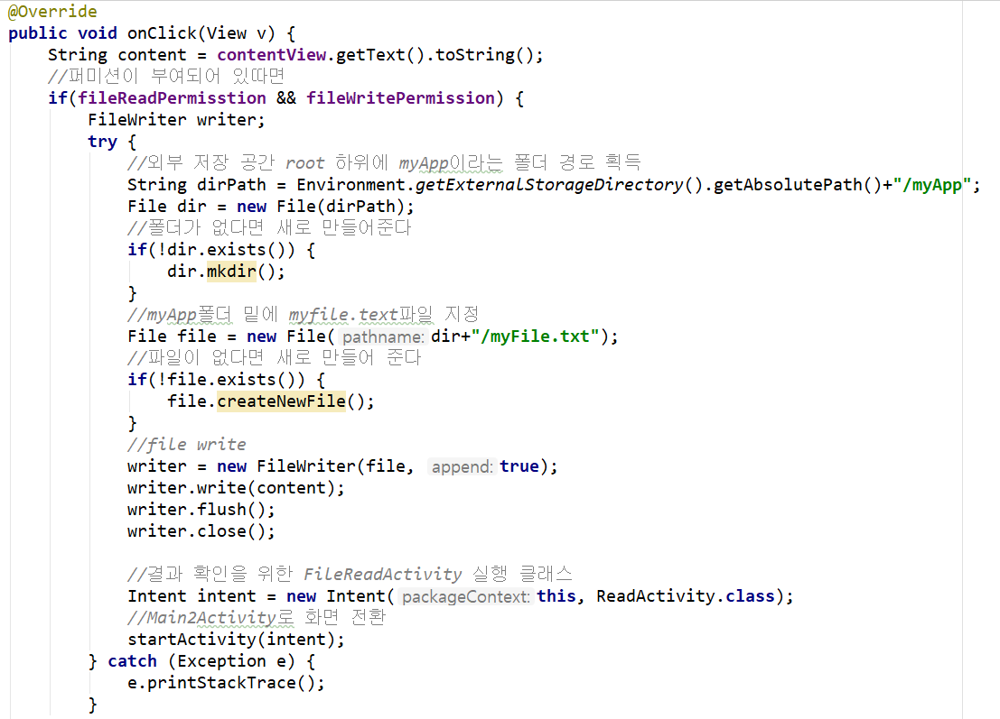 @Override
public void onClick(View v) {
String content = contentView.getText().toString();
//퍼미션이 부여되어 있따면
if(fileReadPermisstion && fileWritePermission) {
FileWriter writer;
try {
//외부 저장 공간 root 하위에 myApp이라는 폴더 경로 획득
String dirPath = Environment.getExternalStorageDirectory().getAbsolutePath()+"/myApp";
File dir = new File(dirPath);
//폴더가 없다면 새로 만들어준다
if(!dir.exists()) {
dir.mkdir();
}
//myApp폴더 밑에 myfile.text파일 지정
File file = new File( pathname: dir+"/myFile.txt");
//파일이 없다면 새로 만들어 준다
if(!file.exists()) {
file.createNewFile();
}
//file write
writer = new FileWriter(file, append: true);
writer.write(content);
writer.flush();
writer.close();
//결과 확인을 위한 FileReadActivity 실행 클래스
Intent intent = new Intent( packageContext: this, ReadActivity.class);
//Main2Activity로 화면 전환
startActivity(intent);
} catch (Exception e) {
e.printStackTrace();
}